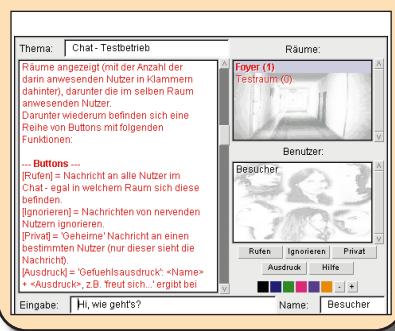 Thema: Chat - Testbetrieb
Räume angezeigt (mit der Anzahl der
darin anwesenden Nutzer in Klammern
dahinter), darunter die im selben Raum
anwesenden Nutzer.
Darunter wiederum befinden sich eine
Reihe von Buttons mit folgenden
Funktionen:
--- Buttons ---
[Rufen] = Nachricht an alle Nutzer im
Chat - egal in welchem Raum sich diese
befinden.
[Ignorieren] = Nachrichten von nervenden
Nutzern ignorieren.
[Privat] = 'Geheime' Nachricht an einen
bestimmten Nutzer (nur dieser sieht die
Nachricht).
[Ausdruck] = 'Gefuehlsausdruck': <Name>
+ <Ausdruck>, z.B. 'freut sich...' ergibt bei
Räume:
Foyer (1)
Testraum (0)
Benutzer:
Besucher
Rufen Ignorieren Privat
Ausdruck Hilfe
- +
Eingabe: Hi, wie geht's?
Name: Besucher